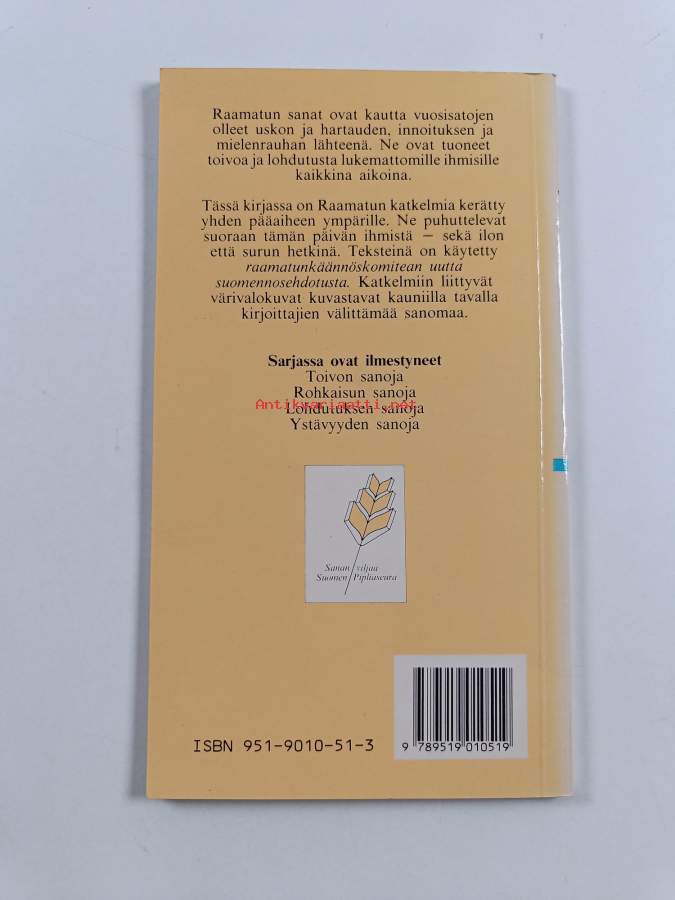 Raamatun sanat ovat kautta vuosisatojen
olleet uskon ja hartauden, innoituksen ja
mielenrauhan lähteenä. Ne ovat tuoneet
toivoa ja lohdutusta lukemattomille ihmisille
kaikkina aikoina.
Tässä kirjassa on Raamatun katkelmia kerätty
yhden pääaiheen ympärille. Ne puhuttelevat
suoraan tämän päivän ihmistä — sekä ilon
että surun hetkinä. Teksteinä on käytetty
raamatunkäännöskomitean uutta
suomennosehdotusta. Katkelmiin liittyvät
värivalokuvat kuvastavat kauniilla tavalla
kirjoittajien välittämää sanomaa.
Sarjassa ovat ilmestyneet
Toivon sanoja
Rohkaisun sanoja
Antikvariaatti.net
Lohdutuksen sanoja
Ystävyyden sanoja
Sanan viljaa
Suomen Pipliaseura
ISBN 951-9010-51-3
9 789519 010519